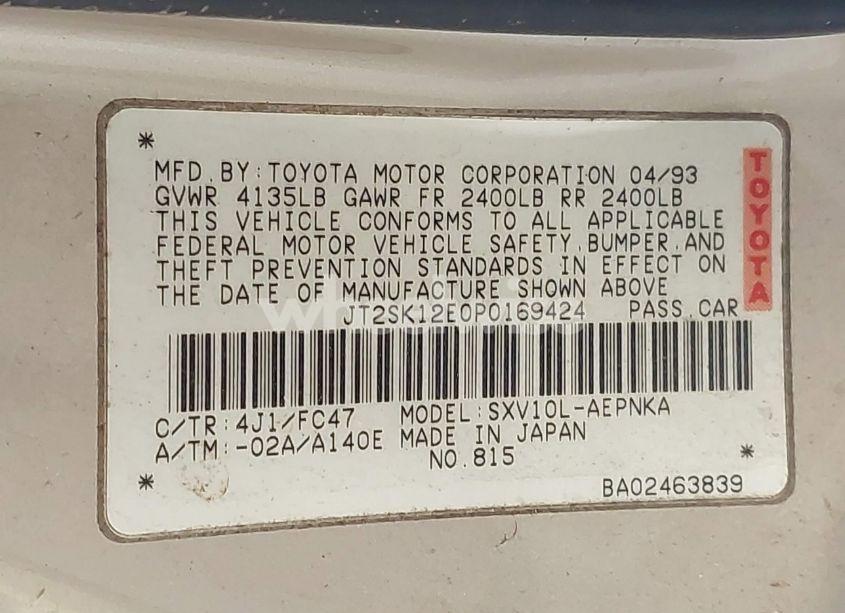 *
MFD. BY: TOYOTA MOTOR CORPORATION 04/93
GVWR 4135LB GAWR FR 2400LB RR 2400LB
THIS VEHICLE CONFORMS TO ALL APPLICABLE
FEDERAL MOTOR VEHICLE SAFETY, BUMPER, AND
THEFT PREVENTION STANDARDS IN EFFECT ON
THE DATE OF MANUFACTURE SHOWN ABOVE
JT2SK12E0P0169424 PASS. CAR
TOYOTA
C/TR: 4J1/FC47 MODEL: SXV10L-AEPNKA
A/TM: -02A/A140E MADE IN JAPAN
NO. 815
* *
BA02463839